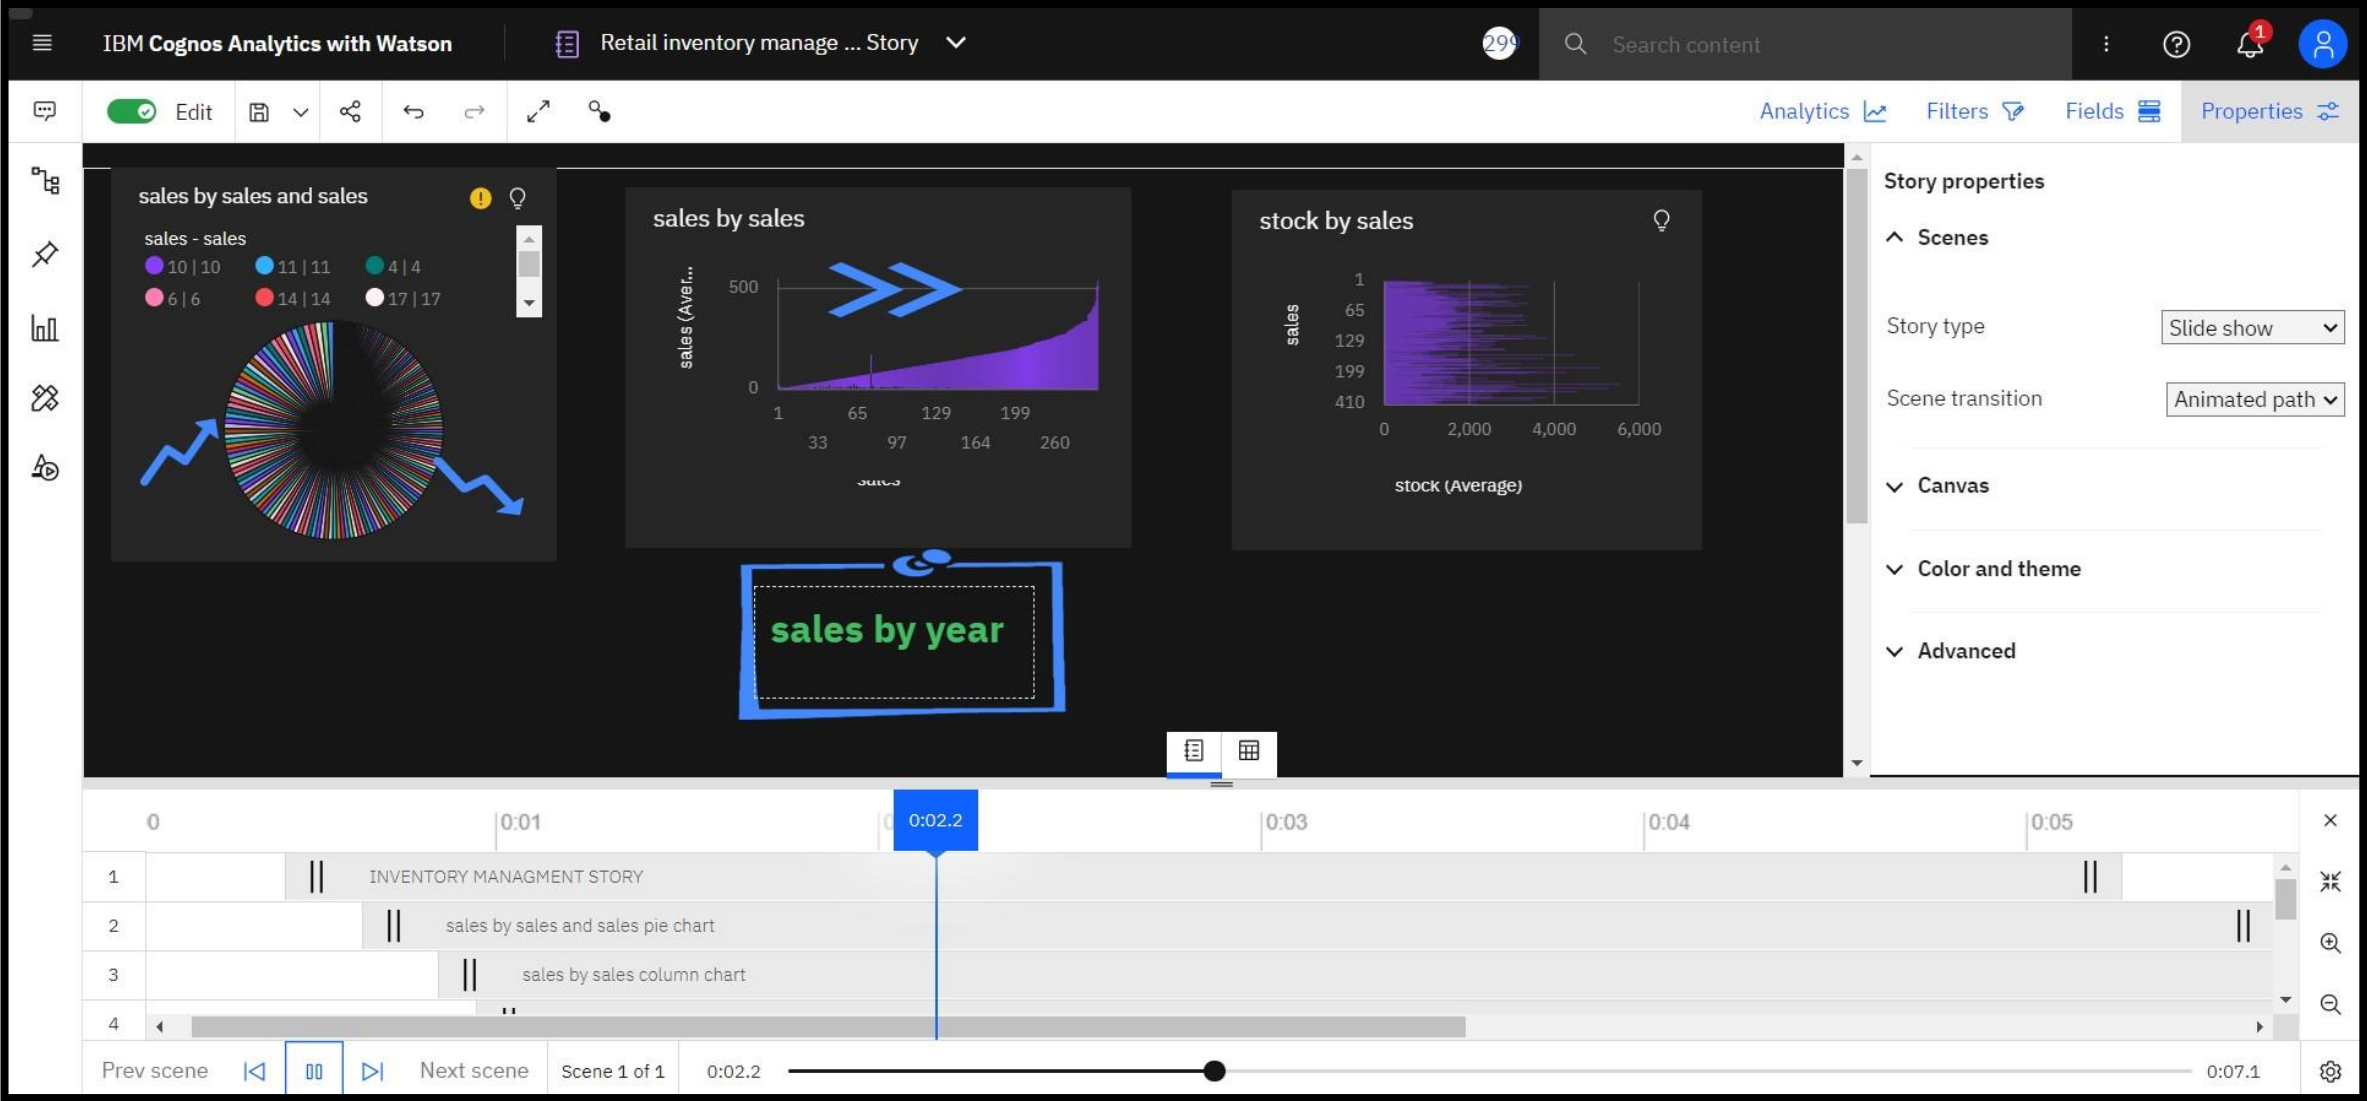 IBM Cognos Analytics with Watson
Retail inventory manage ... Story
299
Search content
1
Edit
Analytics
Filters
Fields
Properties
sales by sales and sales
sales - sales
10 | 10
11 | 11
4 | 4
6 | 6
14 | 14
17 | 17
sales by sales
sales (Aver...
500
0
1
65
129
199
33
97
164
260
sales
stock by sales
sales
1
65
129
199
410
0
2,000
4,000
6,000
stock (Average)
sales by year
Story properties
Scenes
Story type
Slide show
Scene transition
Animated path
Canvas
Color and theme
Advanced
0
0:01
0:02.2
0:03
0:04
0:05
1
INVENTORY MANAGMENT STORY
2
sales by sales and sales pie chart
3
sales by sales column chart
4
Prev scene
Next scene
Scene 1 of 1
0:02.2
0:07.1